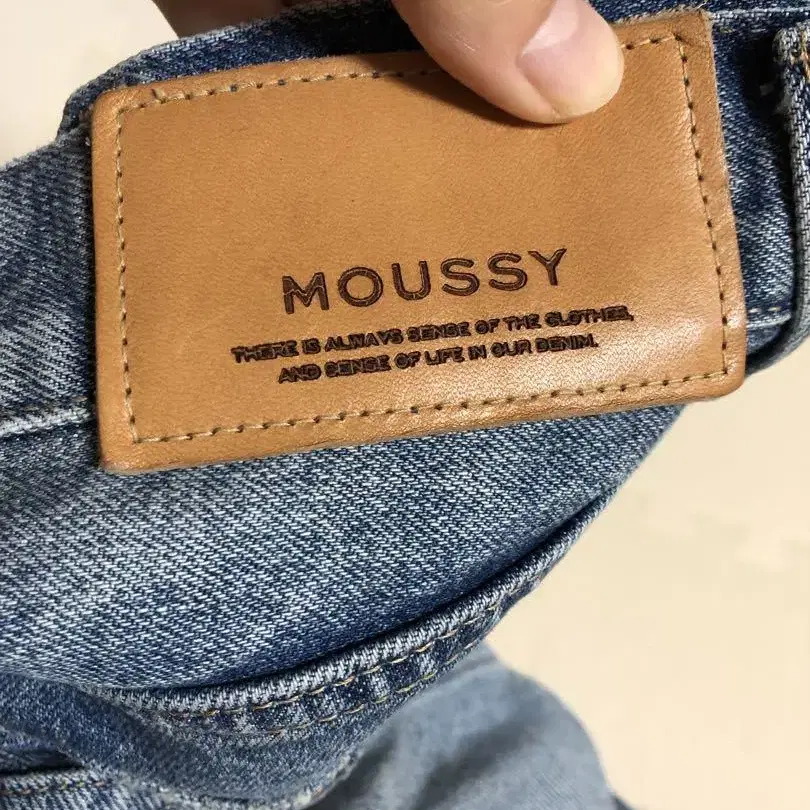 MOUSSY
THERE IS ALWAYS SENSE OF THE CLOTHES,
AND SENSE OF LIFE IN OUR DENIM.